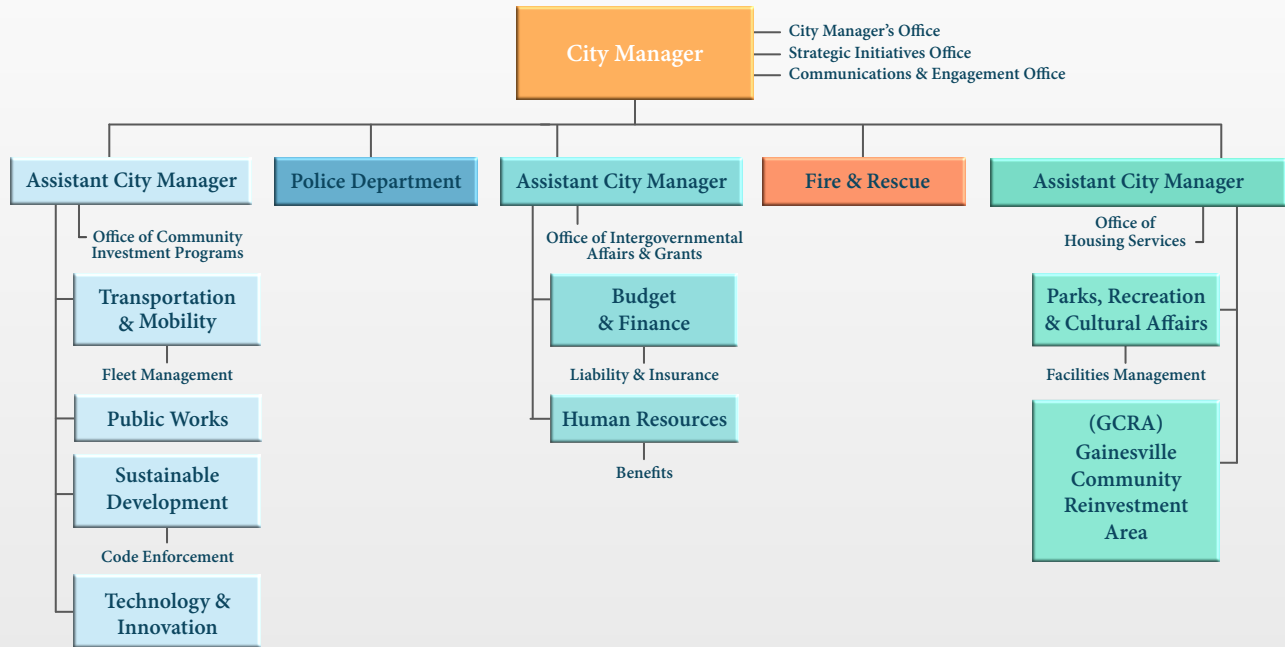 City Manager
City Manager's Office
Strategic Initiatives Office
Communications & Engagement Office
Assistant City Manager
Office of Community
Investment Programs
Transportation
& Mobility
Fleet Management
Public Works
Sustainable
Development
Code Enforcement
Technology &
Innovation
Police Department
Assistant City Manager
Office of Intergovernmental
Affairs & Grants
Budget
& Finance
Liability & Insurance
Human Resources
Benefits
Fire & Rescue
Assistant City Manager
Office of
Housing Services
Parks, Recreation
& Cultural Affairs
Facilities Management
(GCRA)
Gainesville
Community
Reinvestment
Area